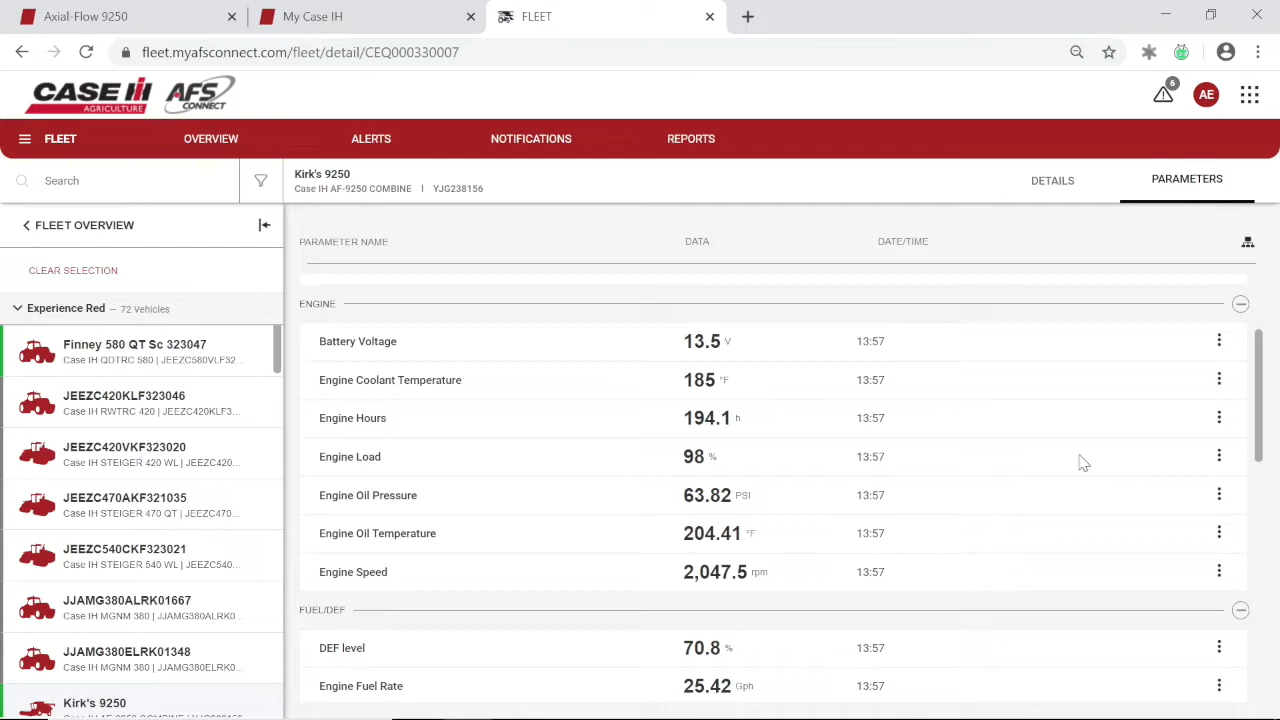 Axial-Flow 9250
My Case IH
FLEET
fleet.myafsconnect.com/fleet/detail/CEQ000330007
CASE IH
AGRICULTURE
AFS
CONNECT
6
AE
FLEET
OVERVIEW
ALERTS
NOTIFICATIONS
REPORTS
Search
Kirk's 9250
Case IH AF-9250 COMBINE I YJG238156
DETAILS
PARAMETERS
FLEET OVERVIEW
CLEAR SELECTION
Experience Red – 72 Vehicles
Finney 580 QT Sc 323047
Case IH QDTRC 580 | JEEZC580VLF32...
JEEZC420KLF323046
Case IH RWTRC 420 | JEEZC420KLF3...
JEEZC420VKF323020
Case IH STEIGER 420 WL | JEEZC420...
JEEZC470AKF321035
Case IH STEIGER 470 QT | JEEZC470...
JEEZC540CKF323021
Case IH STEIGER 540 WL | JEEZC540...
JJAMG380ALRK01667
Case IH MGNM 380 | JJAMG380ALRK0...
JJAMG380ELRK01348
Case IH MGNM 380 | JJAMG380ELRK0...
Kirk's 9250
PARAMETER NAME
DATA
DATE/TIME
ENGINE
Battery Voltage 13.5 V 13:57
Engine Coolant Temperature 185 °F 13:57
Engine Hours 194.1 h 13:57
Engine Load 98 % 13:57
Engine Oil Pressure 63.82 PSI 13:57
Engine Oil Temperature 204.41 °F 13:57
Engine Speed 2,047.5 rpm 13:57
FUEL/DEF
DEF level 70.8 % 13:57
Engine Fuel Rate 25.42 Gph 13:57